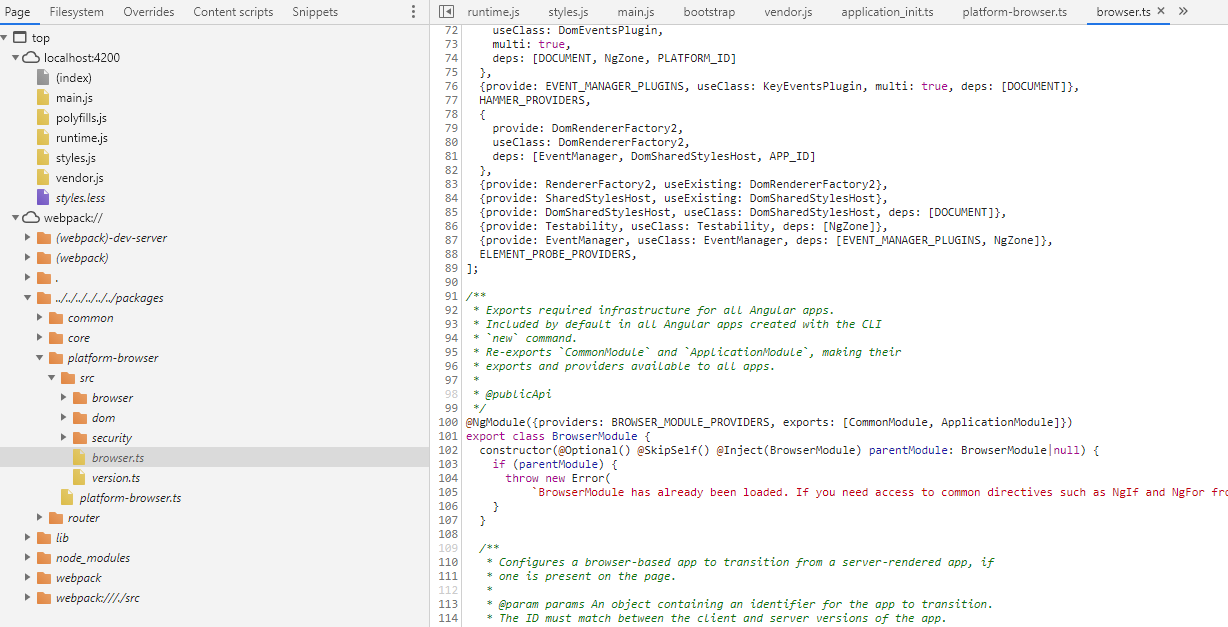 Page Filesystem Overrides Content scripts Snippets
top
localhost:4200
(index)
main.js
polyfills.js
runtime.js
styles.js
vendor.js
styles.less
webpack://
(webpack)-dev-server
(webpack)
.
../../../../../../packages
common
core
platform-browser
src
browser
dom
security
browser.ts
version.ts
platform-browser.ts
router
lib
node_modules
webpack
webpack:///./src
runtime.js styles.js main.js bootstrap vendor.js application_init.ts platform-browser.ts browser.ts × »
72 useClass: DomEventsPlugin,
73 multi: true,
74 deps: [DOCUMENT, NgZone, PLATFORM_ID]
75 },
76 {provide: EVENT_MANAGER_PLUGINS, useClass: KeyEventsPlugin, multi: true, deps: [DOCUMENT]},
77 HAMMER_PROVIDERS,
78 {
79 provide: DomRendererFactory2,
80 useClass: DomRendererFactory2,
81 deps: [EventManager, DomSharedStylesHost, APP_ID]
82 },
83 {provide: RendererFactory2, useExisting: DomRendererFactory2},
84 {provide: SharedStylesHost, useExisting: DomSharedStylesHost},
85 {provide: DomSharedStylesHost, useClass: DomSharedStylesHost, deps: [DOCUMENT]},
86 {provide: Testability, useClass: Testability, deps: [NgZone]},
87 {provide: EventManager, useClass: EventManager, deps: [EVENT_MANAGER_PLUGINS, NgZone]},
88 ELEMENT_PROBE_PROVIDERS,
89 ];
90
91 /**
92 * Exports required infrastructure for all Angular apps.
93 * Included by default in all Angular apps created with the CLI
94 * `new` command.
95 * Re-exports `CommonModule` and `ApplicationModule`, making their
96 * exports and providers available to all apps.
97 *
98 * @publicApi
99 */
100 @NgModule({providers: BROWSER_MODULE_PROVIDERS, exports: [CommonModule, ApplicationModule]})
101 export class BrowserModule {
102 constructor(@Optional() @SkipSelf() @Inject(BrowserModule) parentModule: BrowserModule|null) {
103 if (parentModule) {
104 throw new Error(
105 `BrowserModule has already been loaded. If you need access to common directives such as NgIf and NgFor fro
106 }
107 }
108
109 /**
110 * Configures a browser-based app to transition from a server-rendered app, if
111 * one is present on the page.
112 *
113 * @param params An object containing an identifier for the app to transition.
114 * The ID must match between the client and server versions of the app.